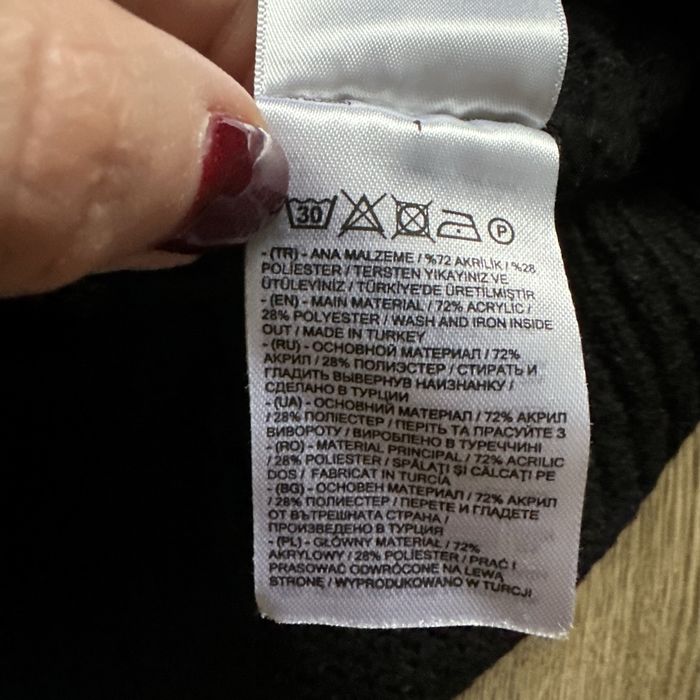 30 P
- (TR) - ANA MALZEME / %72 AKRİLİK / %28
POLİESTER / TERSTEN YIKAYINIZ VE
ÜTÜLEYİNİZ / TÜRKİYE'DE ÜRETİLMİŞTİR
- (EN) - MAIN MATERIAL / 72% ACRYLIC /
28% POLYESTER / WASH AND IRON INSIDE
OUT / MADE IN TURKEY
- (RU) - ОСНОВНОЙ МАТЕРИАЛ / 72%
АКРИЛ / 28% ПОЛИЭСТЕР / СТИРАТЬ И
ГЛАДИТЬ ВЫВЕРНУВ НАИЗНАНКУ /
СДЕЛАНО В ТУРЦИИ
- (UA) - ОСНОВНИЙ МАТЕРІАЛ / 72% АКРИЛ
/ 28% ПОЛІЕСТЕР / ПЕРІТЬ ТА ПРАСУЙТЕ З
ВИВОРОТУ / ВИРОБЛЕНО В ТУРЕЧЧИНІ
- (RO) - MATERIAL PRINCIPAL / 72% ACRILIC
/ 28% POLIESTER / SPĂLAȚI ȘI CĂLCAȚI PE
DOS / FABRICAT IN TURCIA
- (BG) - ОСНОВЕН МАТЕРИАЛ / 72% АКРИЛ
/ 28% ПОЛИЕСТЕР / ПЕРЕТЕ И ГЛАДЕТЕ
ОТ ВЪТРЕШНАТА СТРАНА /
ПРОИЗВЕДЕНО В ТУРЦИЯ
- (PL) - GŁÓWNY MATERIAŁ / 72%
AKRYLOWY / 28% POLIESTER / PRAĆ I
PRASOWAĆ ODWRÓCONE NA LEWĄ
STRONĘ / WYPRODUKOWANO W TURCJI